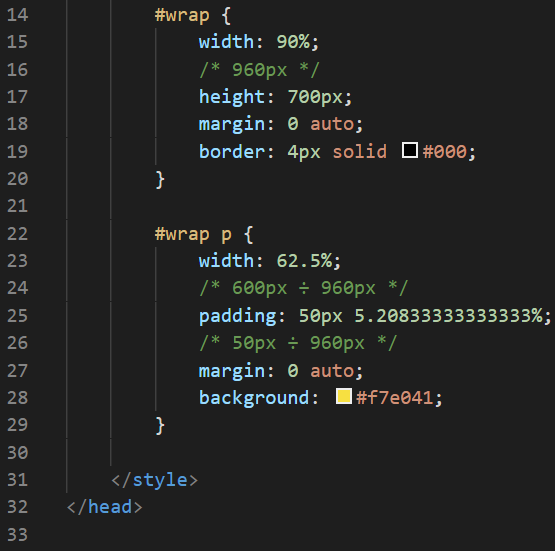 14 #wrap {
15 width: 90%;
16 /* 960px */
17 height: 700px;
18 margin: 0 auto;
19 border: 4px solid #000;
20 }
21
22 #wrap p {
23 width: 62.5%;
24 /* 600px ÷ 960px */
25 padding: 50px 5.20833333333333%;
26 /* 50px ÷ 960px */
27 margin: 0 auto;
28 background: #f7e041;
29 }
30
31 </style>
32 </head>
33